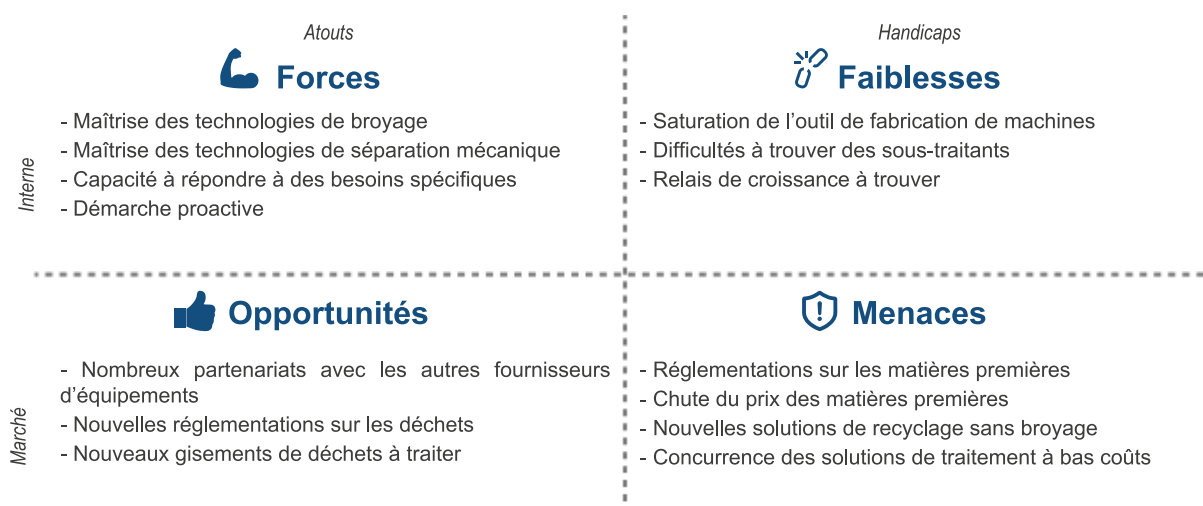 Atouts
Forces
- Maîtrise des technologies de broyage
- Maîtrise des technologies de séparation mécanique
- Capacité à répondre à des besoins spécifiques
- Démarche proactive
Handicaps
Faiblesses
- Saturation de l'outil de fabrication de machines
- Difficultés à trouver des sous-traitants
- Relais de croissance à trouver
Interne
Opportunités
- Nombreux partenariats avec les autres fournisseurs
d'équipements
- Nouvelles réglementations sur les déchets
- Nouveaux gisements de déchets à traiter
Menaces
- Réglementations sur les matières premières
- Chute du prix des matières premières
- Nouvelles solutions de recyclage sans broyage
- Concurrence des solutions de traitement à bas coûts
Marché